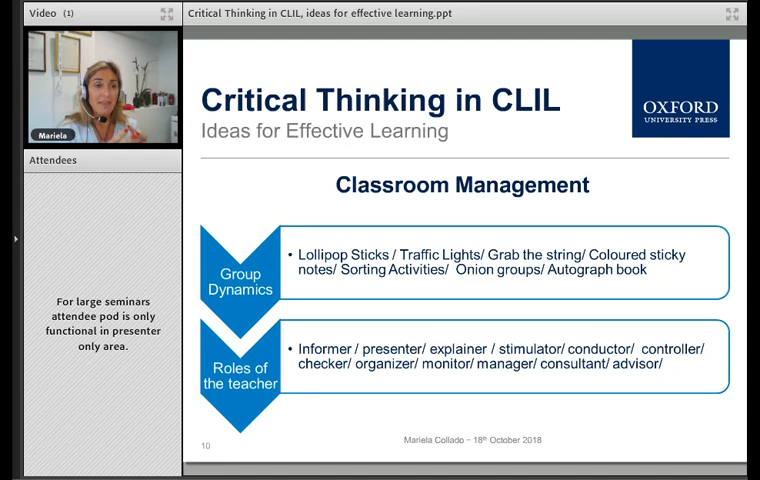 Video (1)
Critical Thinking in CLIL, ideas for effective learning.ppt
Mariela
Attendees
For large seminars
attendee pod is only
functional in presenter
only area.
Critical Thinking in CLIL
Ideas for Effective Learning
OXFORD
UNIVERSITY PRESS
Classroom Management
Group
Dynamics
• Lollipop Sticks / Traffic Lights/ Grab the string/ Coloured sticky
notes/ Sorting Activities/ Onion groups/ Autograph book
Roles of
the teacher
• Informer / presenter/ explainer / stimulator/ conductor/ controller/
checker/ organizer/ monitor/ manager/ consultant/ advisor/
10
Mariela Collado – 18th October 2018